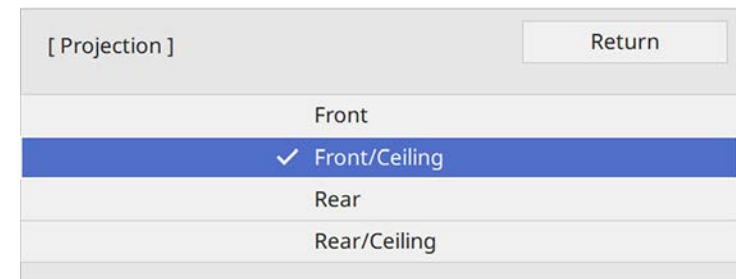 [ Projection ]
Return
Front
✓ Front/Ceiling
Rear
Rear/Ceiling